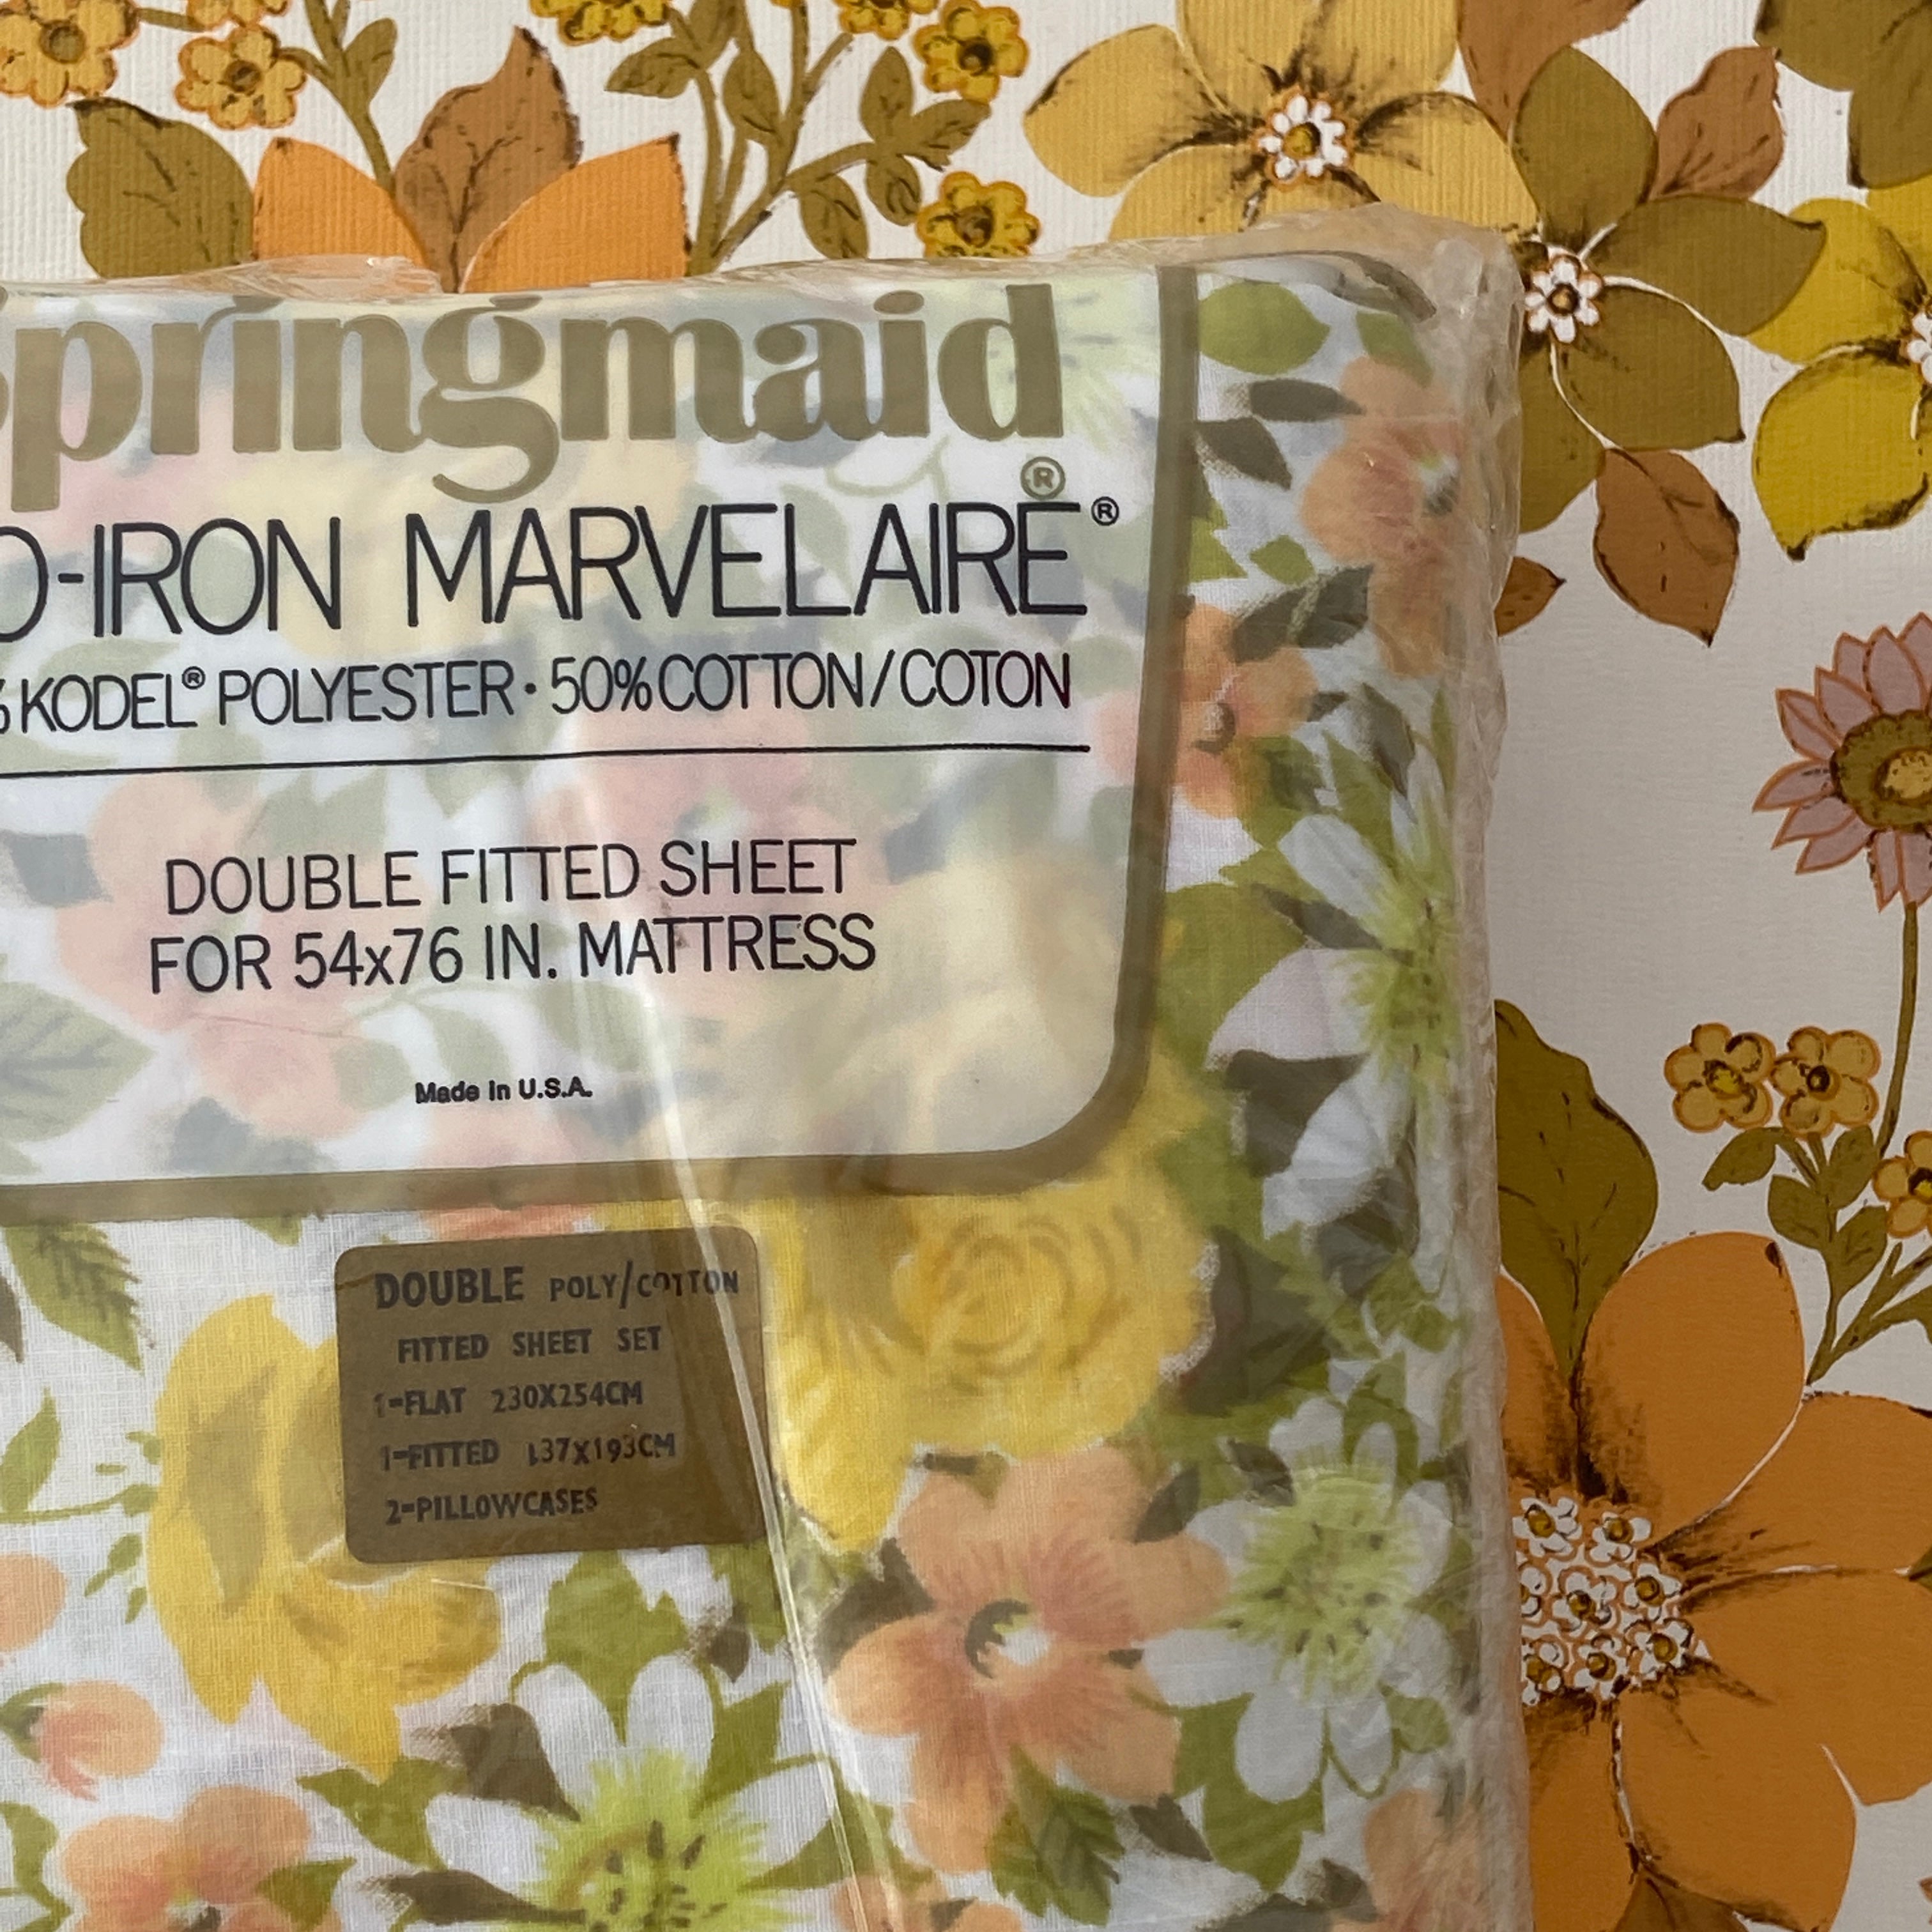 Springmaid®
O-IRON MARVELAIRE®
% KODEL® POLYESTER · 50% COTTON/COTON
DOUBLE FITTED SHEET
FOR 54x76 IN. MATTRESS
Made in U.S.A.
DOUBLE POLY/COTTON
FITTED SHEET SET
1-FLAT 230X254CM
1-FITTED 137X193CM
2-PILLOWCASES